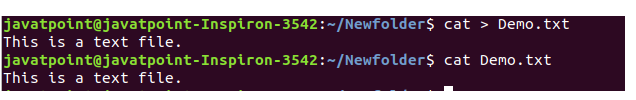 javatpoint@javatpoint-Inspiron-3542:~/Newfolder$ cat > Demo.txt
This is a text file.
javatpoint@javatpoint-Inspiron-3542:~/Newfolder$ cat Demo.txt
This is a text file.